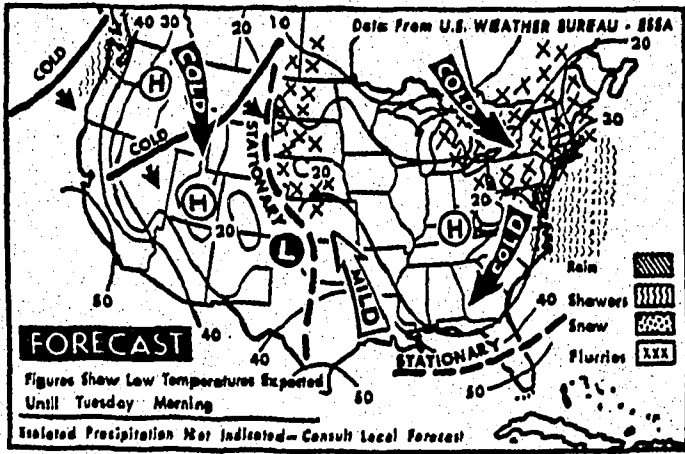 Data From U.S. WEATHER BUREAU - ESSA
40 30
10
20
20
COLD
COLD
COLD
H
COLD
30
STATIONARY
20
20
H
H
20
L
COLD
MILD
50
40
40
50
STATIONARY
40
50
Rain
Showers
Snow
Flurries
XXX
FORECAST
Figures Show Low Temperatures Expected
Until Tuesday Morning
Isolated Precipitation Not Indicated - Consult Local Forecast